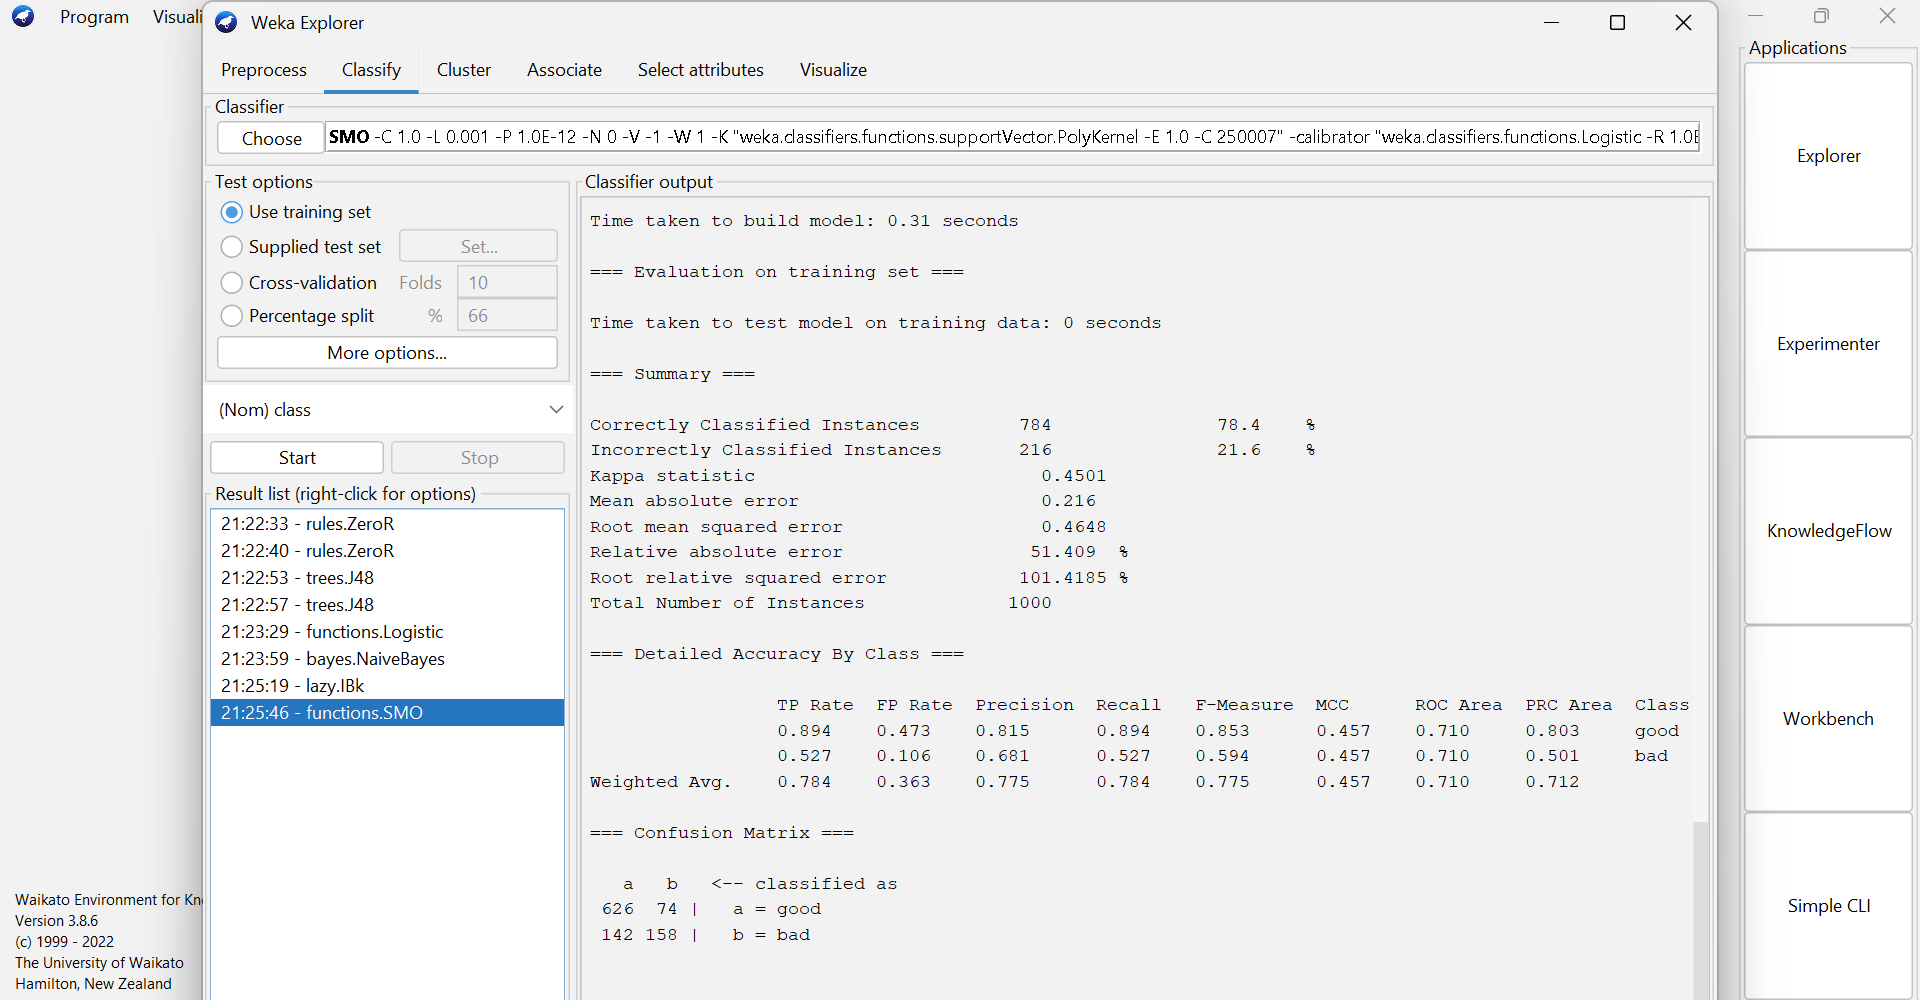 Program Visuali
Weka Explorer
Preprocess Classify Cluster Associate Select attributes Visualize
Classifier
Choose SMO -C 1.0 -L 0.001 -P 1.0E-12 -N 0 -V -1 -W 1 -K "weka.classifiers.functions.supportVector.PolyKernel -E 1.0 -C 250007" -calibrator "weka.classifiers.functions.Logistic -R 1.0E
Test options
Use training set
Supplied test set Set...
Cross-validation Folds 10
Percentage split % 66
More options...
(Nom) class
Start Stop
Result list (right-click for options)
21:22:33 - rules.ZeroR
21:22:40 - rules.ZeroR
21:22:53 - trees.J48
21:22:57 - trees.J48
21:23:29 - functions.Logistic
21:23:59 - bayes.NaiveBayes
21:25:19 - lazy.IBk
21:25:46 - functions.SMO
Classifier output
Time taken to build model: 0.31 seconds
=== Evaluation on training set ===
Time taken to test model on training data: 0 seconds
=== Summary ===
Correctly Classified Instances 784 78.4 %
Incorrectly Classified Instances 216 21.6 %
Kappa statistic 0.4501
Mean absolute error 0.216
Root mean squared error 0.4648
Relative absolute error 51.409 %
Root relative squared error 101.4185 %
Total Number of Instances 1000
=== Detailed Accuracy By Class ===
TP Rate FP Rate Precision Recall F-Measure MCC ROC Area PRC Area Class
0.894 0.473 0.815 0.894 0.853 0.457 0.710 0.803 good
0.527 0.106 0.681 0.527 0.594 0.457 0.710 0.501 bad
Weighted Avg. 0.784 0.363 0.775 0.784 0.775 0.457 0.710 0.712
=== Confusion Matrix ===
a b <-- classified as
626 74 | a = good
142 158 | b = bad
Applications
Explorer
Experimenter
KnowledgeFlow
Workbench
Simple CLI
Waikato Environment for Kn
Version 3.8.6
(c) 1999 - 2022
The University of Waikato
Hamilton, New Zealand